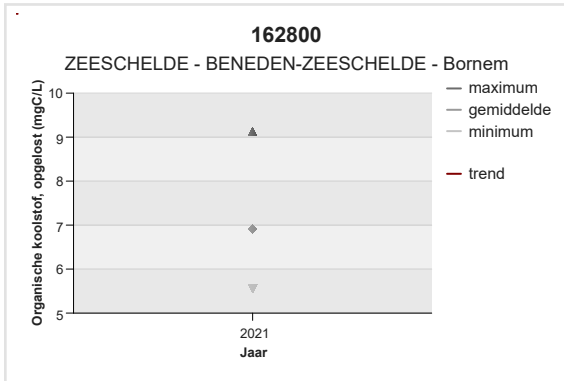 162800
ZEESCHELDE - BENEDEN-ZEESCHELDE - Bornem
maximum
gemiddelde
minimum
trend
Organische koolstof, opgelost (mgC/L)
10
9
8
7
6
5
2021
Jaar